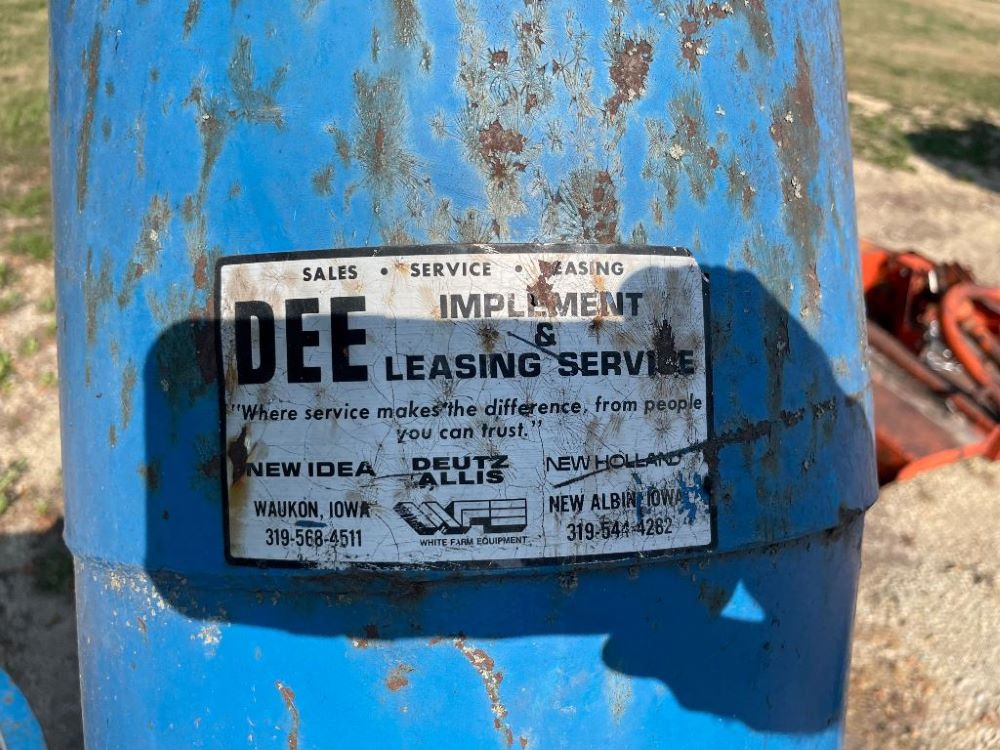 SALES • SERVICE • LEASING
DEE IMPLEMENT
&
LEASING SERVICE
"Where service makes the difference, from people
you can trust."
NEW IDEA DEUTZ ALLIS NEW HOLLAND
WAUKON, IOWA WFE NEW ALBIN, IOWA
319-568-4511 WHITE FARM EQUIPMENT 319-544-4282